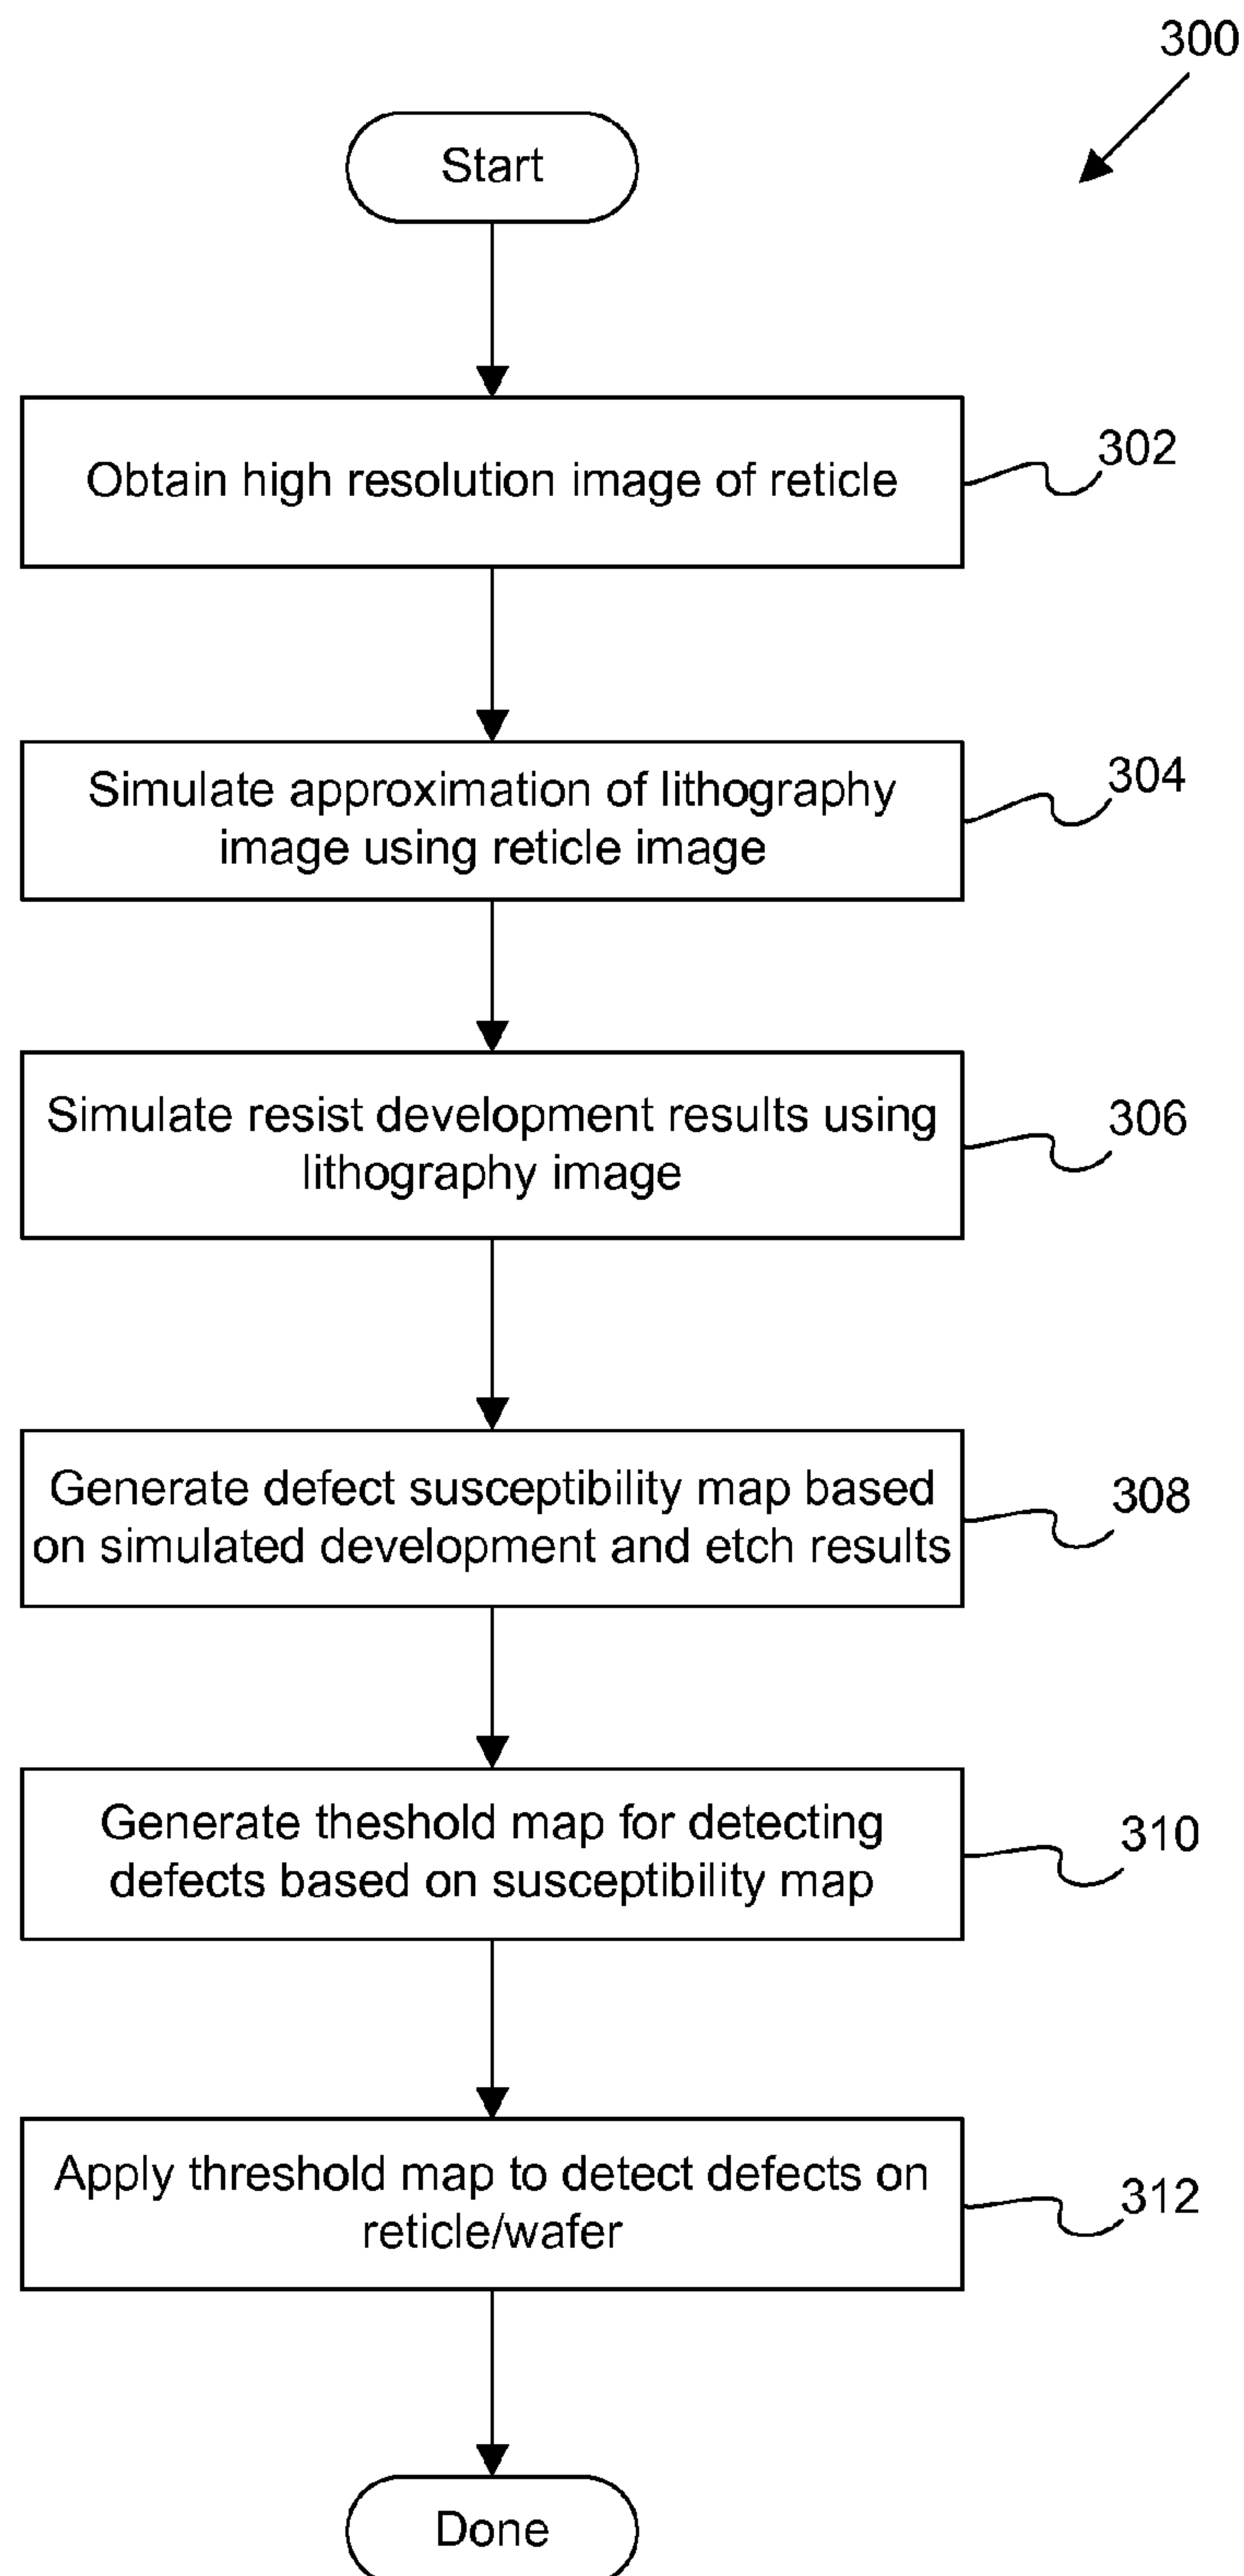 300
Start
Obtain high resolution image of reticle
302
Simulate approximation of lithography
image using reticle image
304
Simulate resist development results using
lithography image
306
Generate defect susceptibility map based
on simulated development and etch results
308
Generate theshold map for detecting
defects based on susceptibility map
310
Apply threshold map to detect defects on
reticle/wafer
312
Done